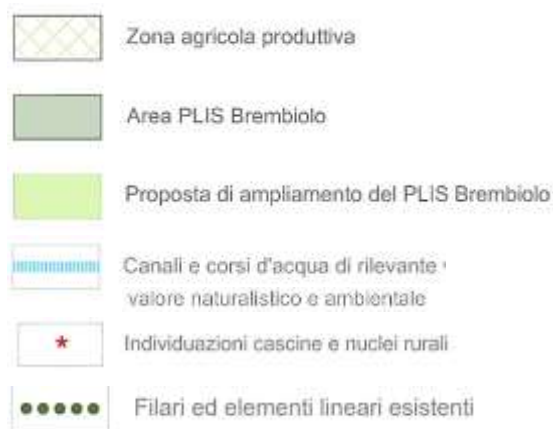 Zona agricola produttiva
Area PLIS Brembiolo
Proposta di ampliamento del PLIS Brembiolo
Canali e corsi d'acqua di rilevante
valore naturalistico e ambientale
Individuazioni cascine e nuclei rurali
Filari ed elementi lineari esistenti